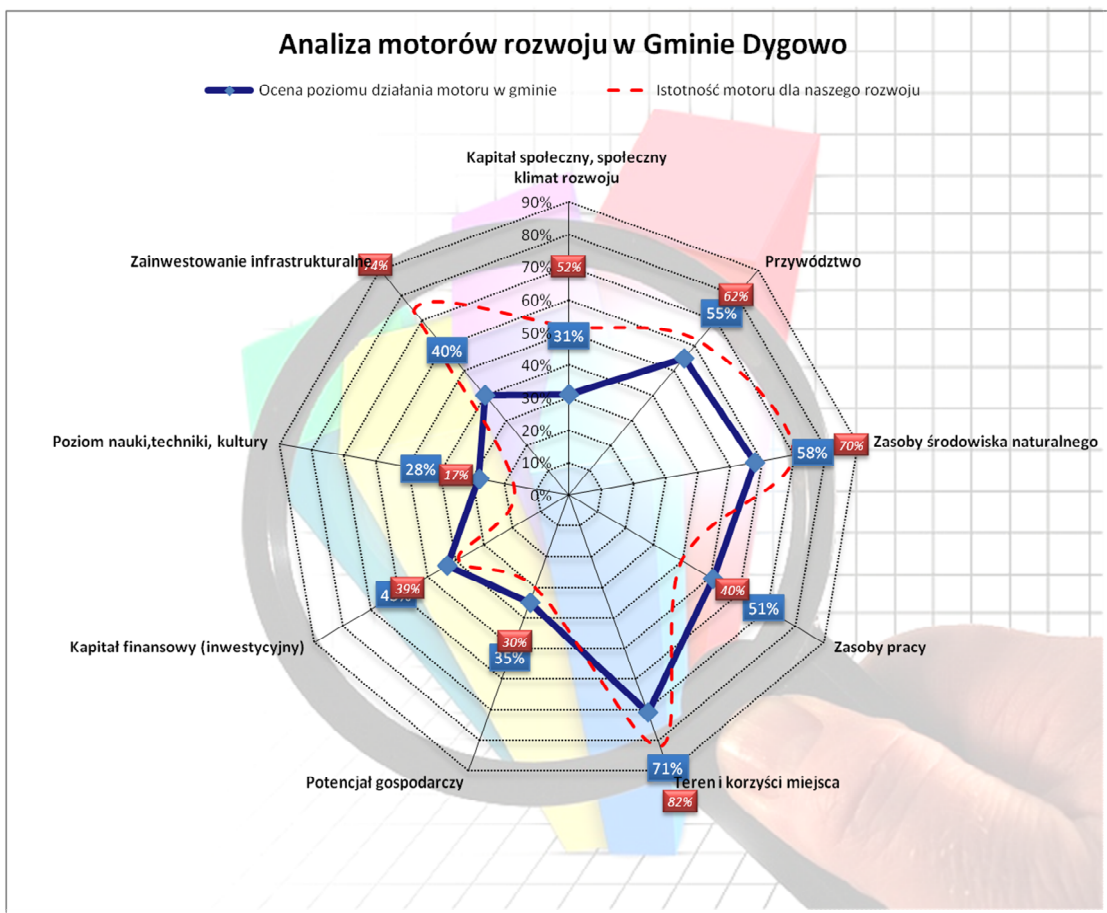 Analiza motorów rozwoju w Gminie Dygowo
Ocena poziomu działania motoru w gminie
Istotność motoru dla naszego rozwoju
Kapitał społeczny, społeczny
klimat rozwoju
90%
80%
70%
60%
50%
40%
30%
20%
10%
0%
52%
31%
Przywództwo
62%
55%
Zasoby środowiska naturalnego
70%
58%
Zasoby pracy
40%
51%
Teren i korzyści miejsca
71%
82%
Potencjał gospodarczy
30%
35%
Kapitał finansowy (inwestycyjny)
39%
Poziom nauki,techniki, kultury
28%
17%
Zainwestowanie infrastrukturalne
74%
40%